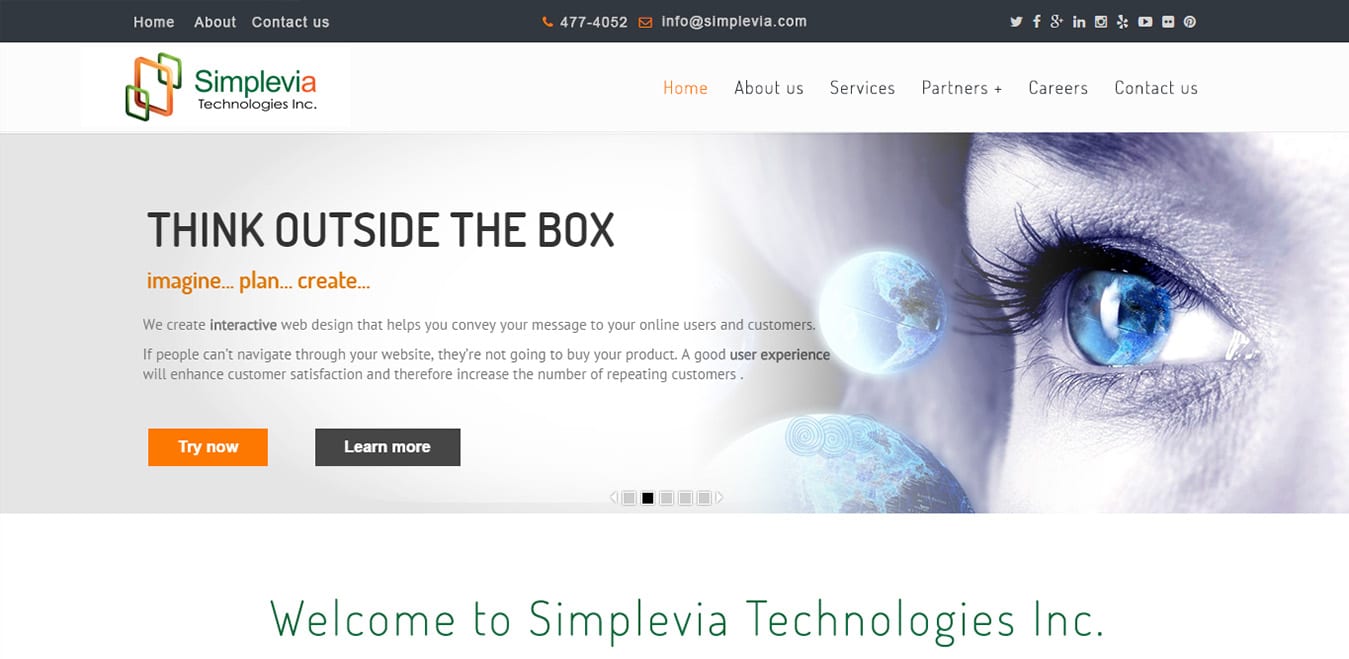 Home About Contact us 477-4052 info@simplevia.com
Simplevia
Technologies Inc.
Home About us Services Partners + Careers Contact us
THINK OUTSIDE THE BOX
imagine... plan... create...
We create interactive web design that helps you convey your message to your online users and customers.
If people can't navigate through your website, they're not going to buy your product. A good user experience
will enhance customer satisfaction and therefore increase the number of repeating customers .
Try now Learn more
Welcome to Simplevia Technologies Inc.